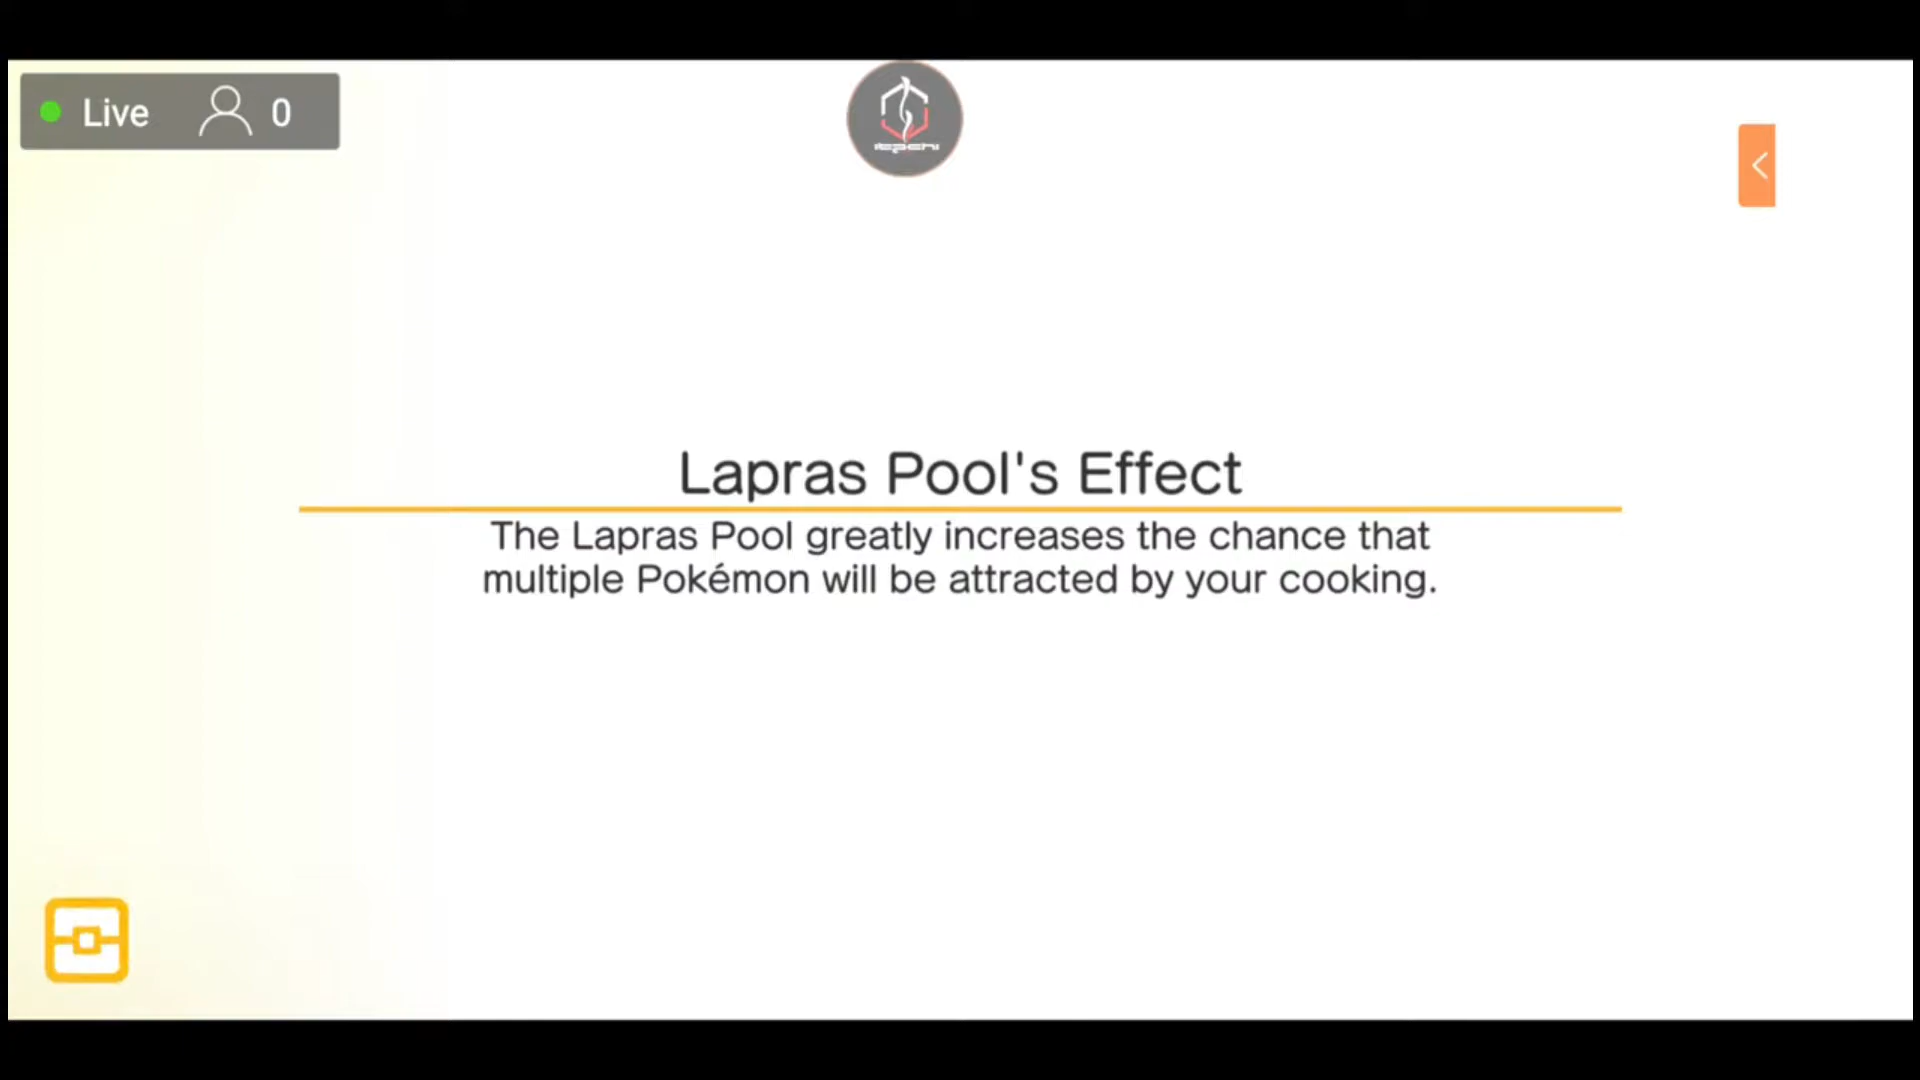 Live 0
itachi
Lapras Pool's Effect
The Lapras Pool greatly increases the chance that
multiple Pokémon will be attracted by your cooking.